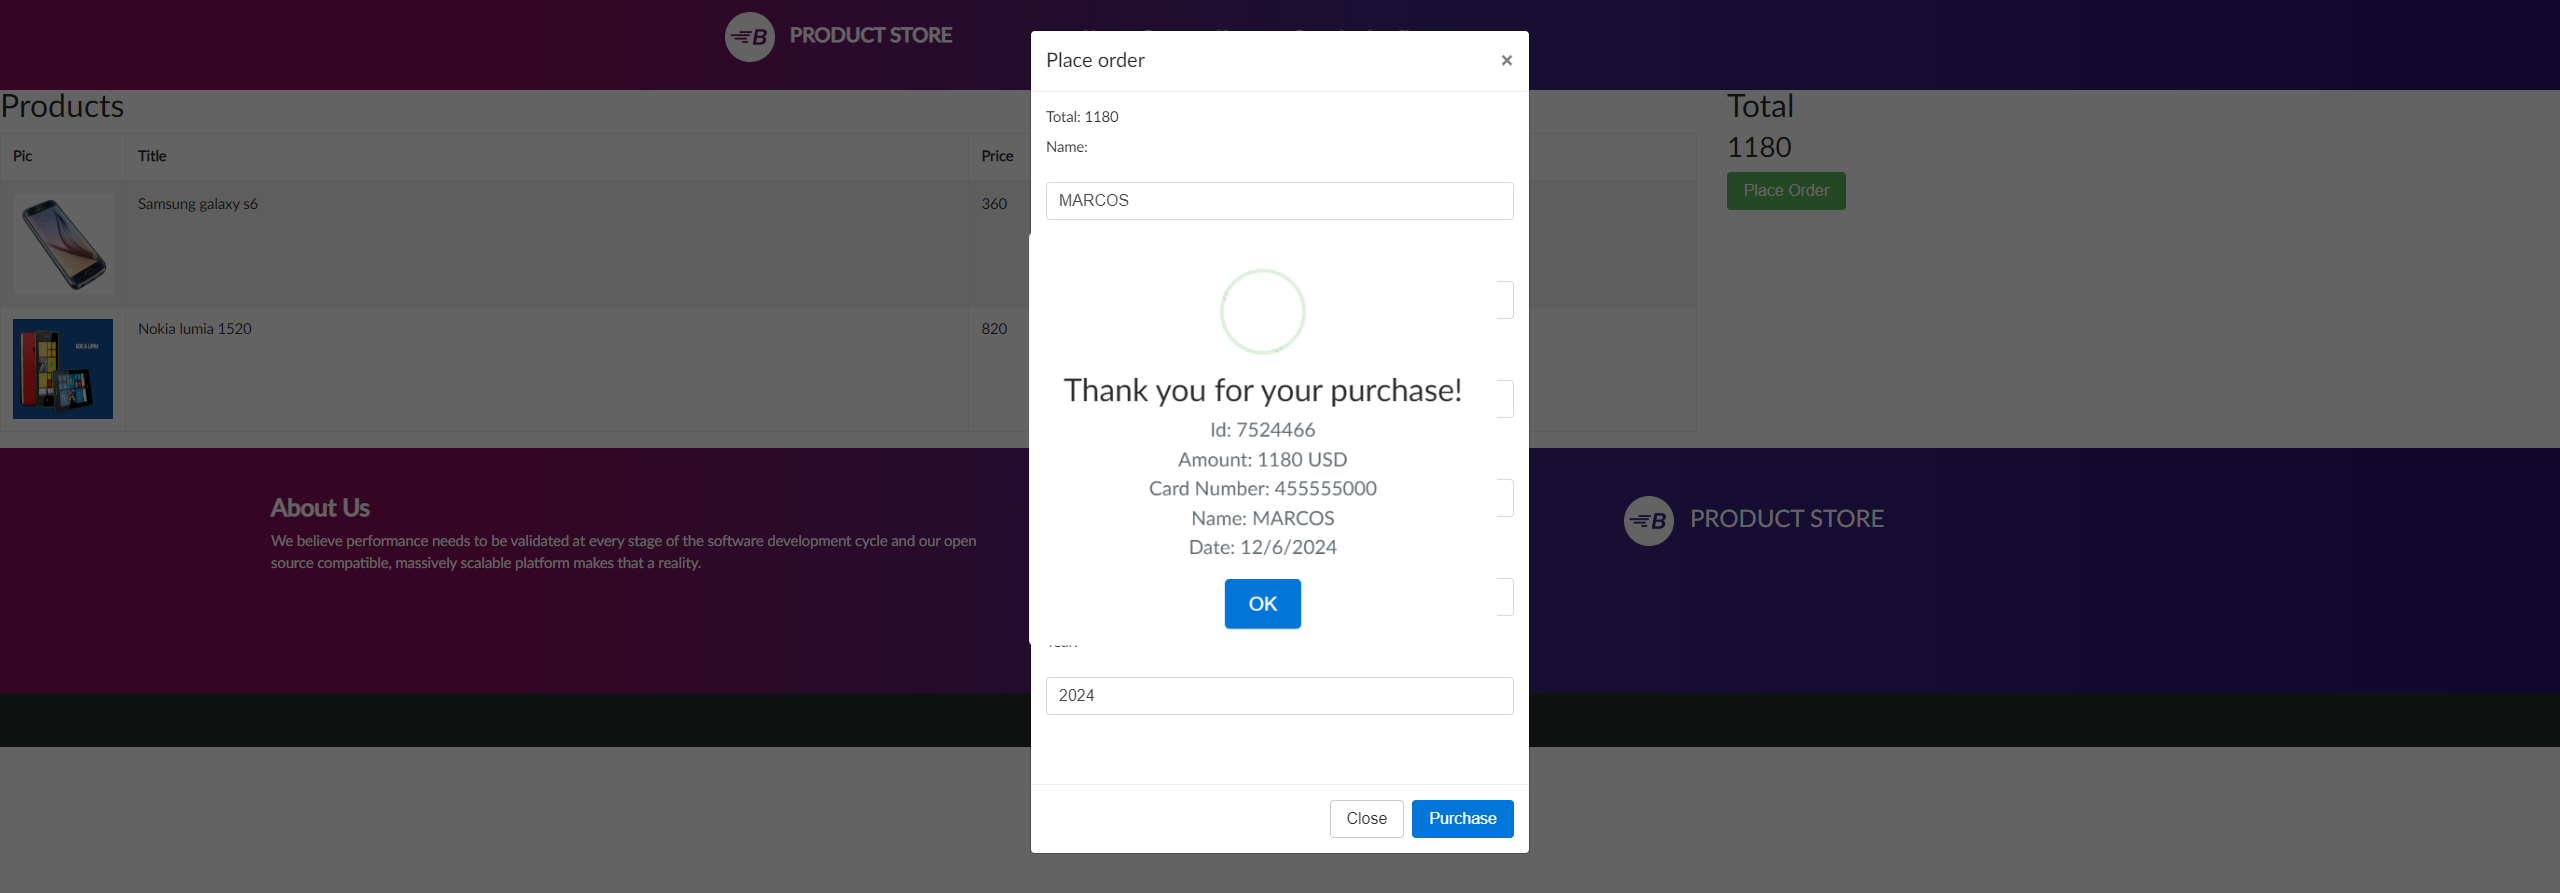 PRODUCT STORE
Place order ×
Total: 1180
Name:
MARCOS
Products
Pic Title Price
Samsung galaxy s6 360
Nokia lumia 1520 820
Total
1180
Place Order
Thank you for your purchase!
Id: 7524466
Amount: 1180 USD
Card Number: 455555000
Name: MARCOS
Date: 12/6/2024
OK
2024
Close Purchase
About Us
We believe performance needs to be validated at every stage of the software development cycle and our open
source compatible, massively scalable platform makes that a reality.
PRODUCT STORE